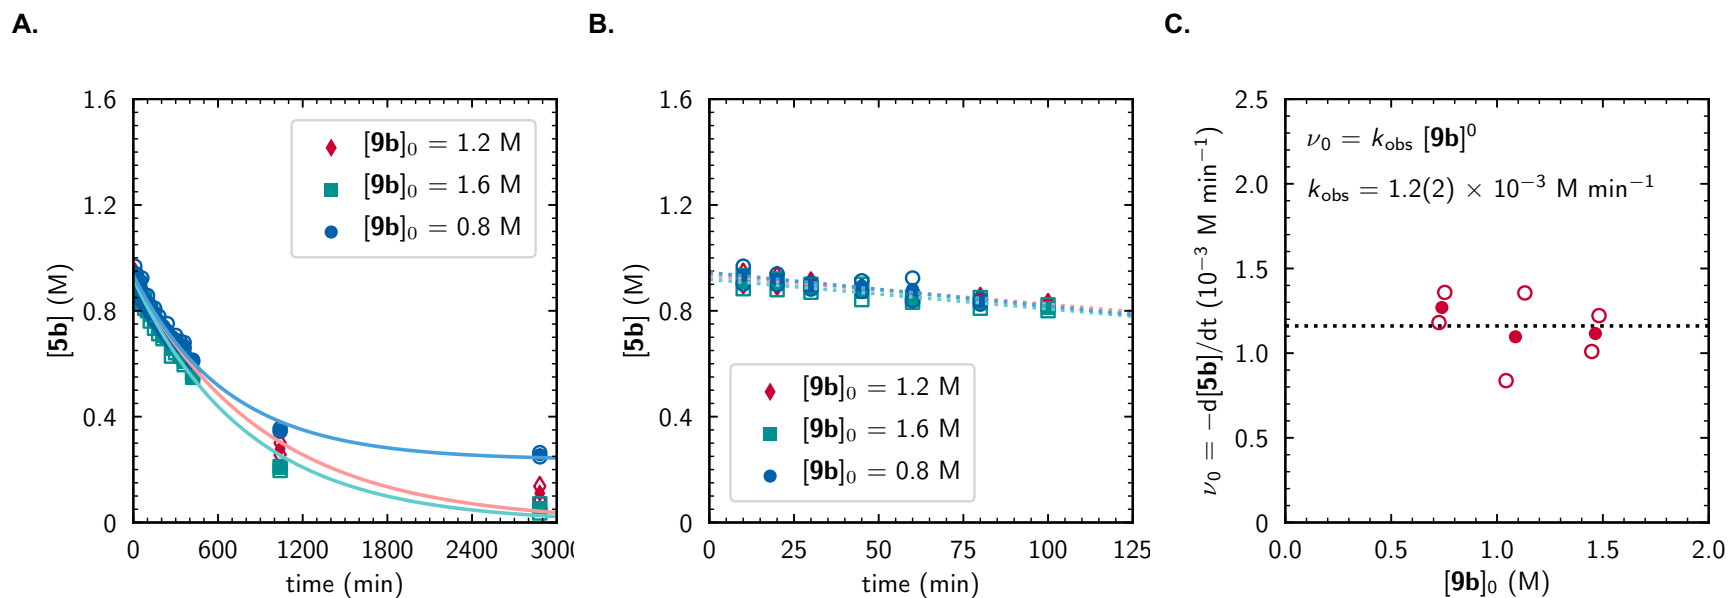 A.
B.
C.
1.6
1.2
0.8
0.4
0
[5b] (M)
[9b]₀ = 1.2 M
[9b]₀ = 1.6 M
[9b]₀ = 0.8 M
0 600 1200 1800 2400 3000
time (min)
1.6
1.2
0.8
0.4
0
[5b] (M)
[9b]₀ = 1.2 M
[9b]₀ = 1.6 M
[9b]₀ = 0.8 M
0 25 50 75 100 125
time (min)
2.5
2.0
1.5
1.0
0.5
0
ν₀ = −d[5b]/dt (10⁻³ M min⁻¹)
ν₀ = k_obs [9b]⁰
k_obs = 1.2(2) × 10⁻³ M min⁻¹
0.0 0.5 1.0 1.5 2.0
[9b]₀ (M)